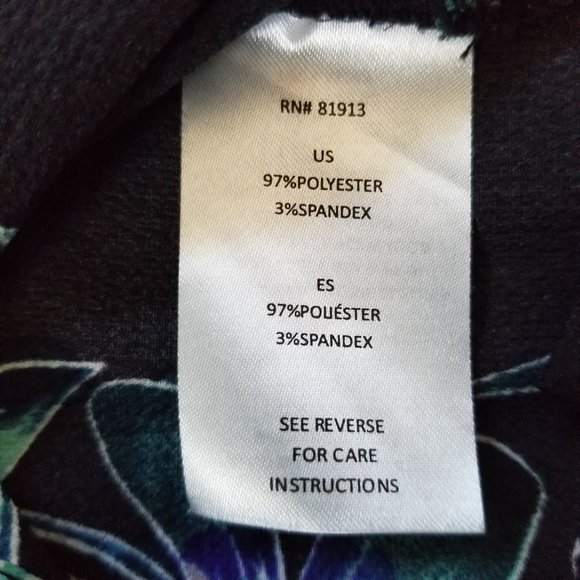 RN# 81913
US
97%POLYESTER
3%SPANDEX
ES
97%POLIÉSTER
3%SPANDEX
SEE REVERSE
FOR CARE
INSTRUCTIONS